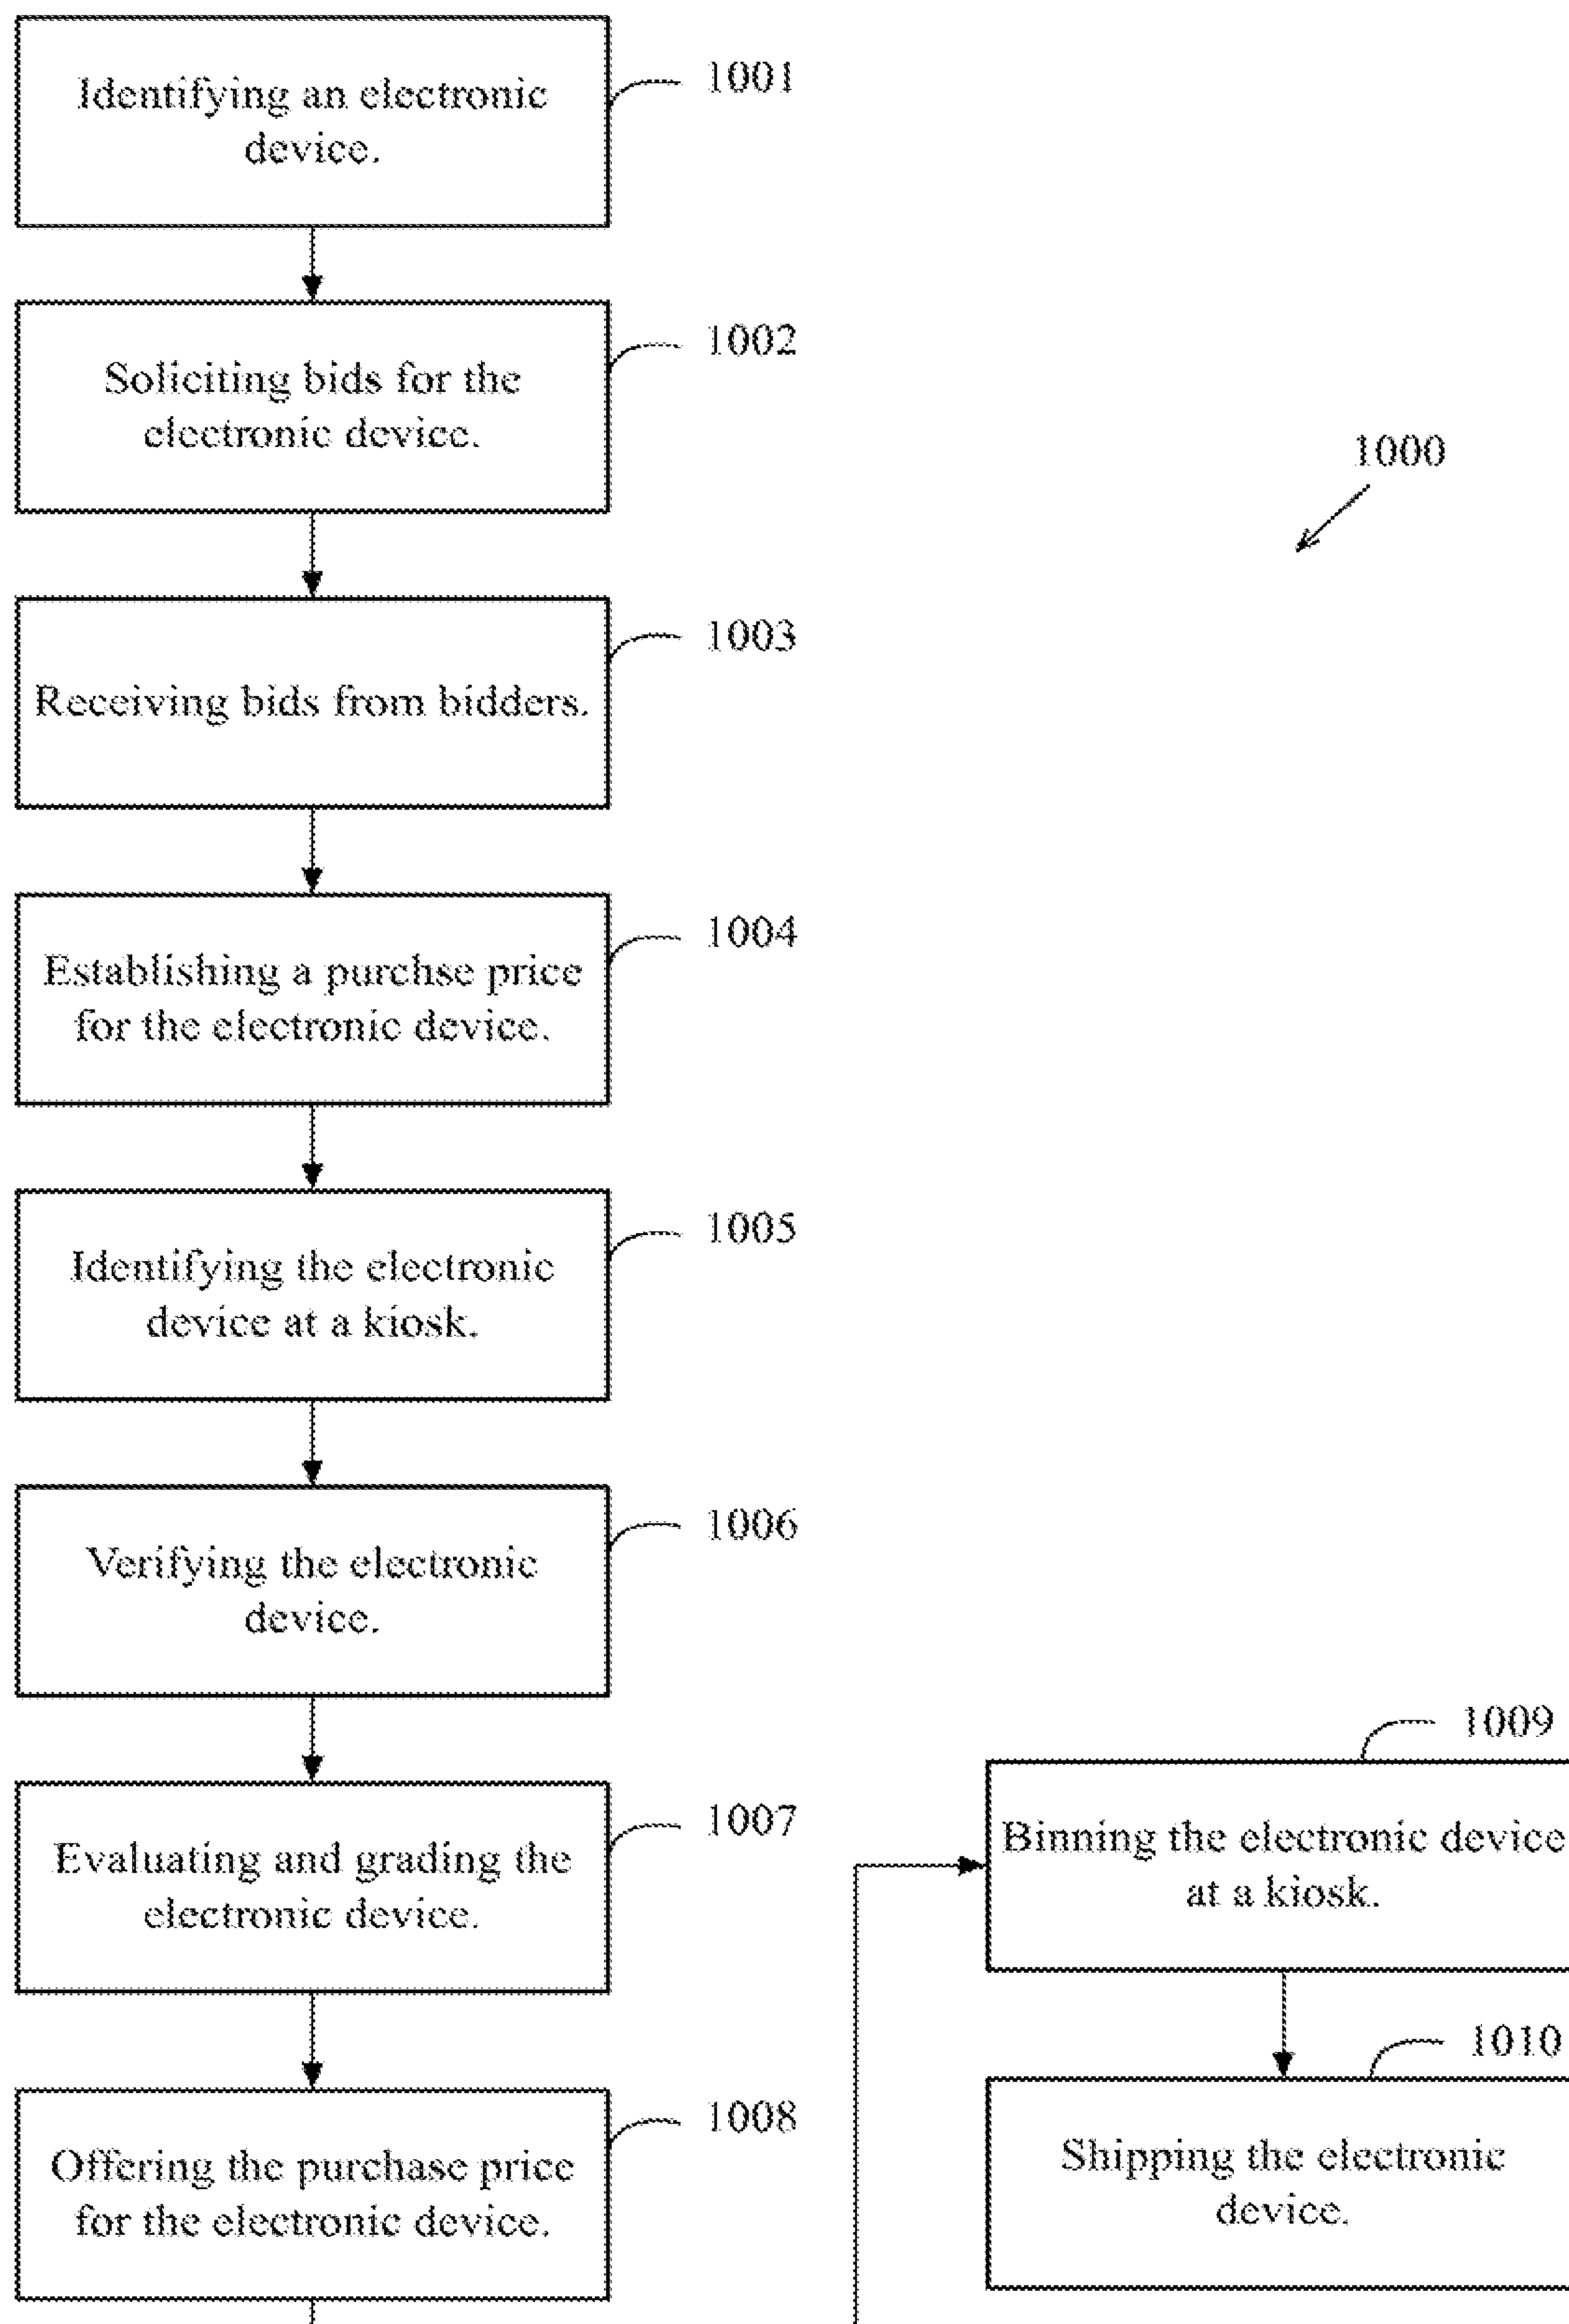 Identifying an electronic
device.
1001
Soliciting bids for the
electronic device.
1002
1000
Receiving bids from bidders.
1003
Establishing a purchse price
for the electronic device.
1004
Identifying the electronic
device at a kiosk.
1005
Verifying the electronic
device.
1006
Evaluating and grading the
electronic device.
1007
Offering the purchase price
for the electronic device.
1008
Binning the electronic device
at a kiosk.
1009
Shipping the electronic
device.
1010